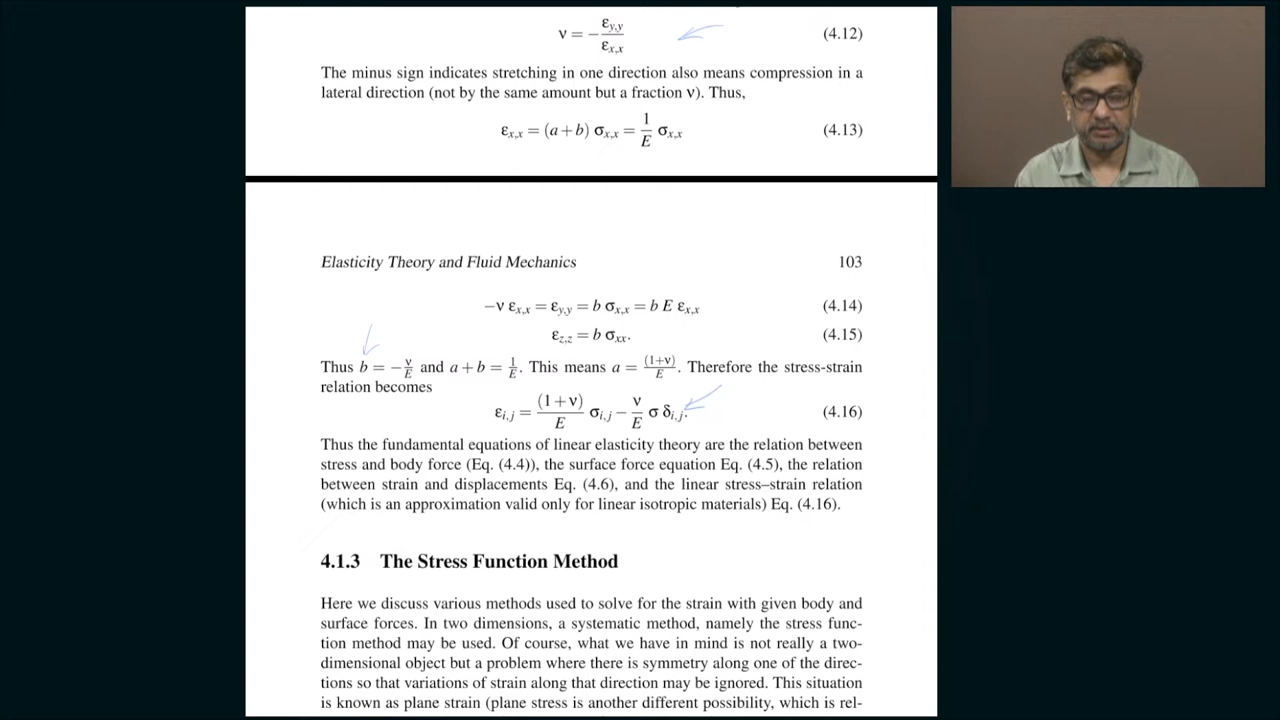 ν = − ε_{y,y} / ε_{x,x} (4.12)
The minus sign indicates stretching in one direction also means compression in a
lateral direction (not by the same amount but a fraction ν). Thus,
ε_{x,x} = (a+b) σ_{x,x} = 1/E σ_{x,x} (4.13)
Elasticity Theory and Fluid Mechanics 103
−ν ε_{x,x} = ε_{y,y} = b σ_{x,x} = b E ε_{x,x} (4.14)
ε_{z,z} = b σ_{xx}. (4.15)
Thus b = −ν/E and a+b = 1/E. This means a = (1+ν)/E. Therefore the stress-strain
relation becomes
ε_{i,j} = (1+ν)/E σ_{i,j} − ν/E σ δ_{i,j}. (4.16)
Thus the fundamental equations of linear elasticity theory are the relation between
stress and body force (Eq. (4.4)), the surface force equation Eq. (4.5), the relation
between strain and displacements Eq. (4.6), and the linear stress–strain relation
(which is an approximation valid only for linear isotropic materials) Eq. (4.16).
4.1.3 The Stress Function Method
Here we discuss various methods used to solve for the strain with given body and
surface forces. In two dimensions, a systematic method, namely the stress func-
tion method may be used. Of course, what we have in mind is not really a two-
dimensional object but a problem where there is symmetry along one of the direc-
tions so that variations of strain along that direction may be ignored. This situation
is known as plane strain (plane stress is another different possibility, which is rel-